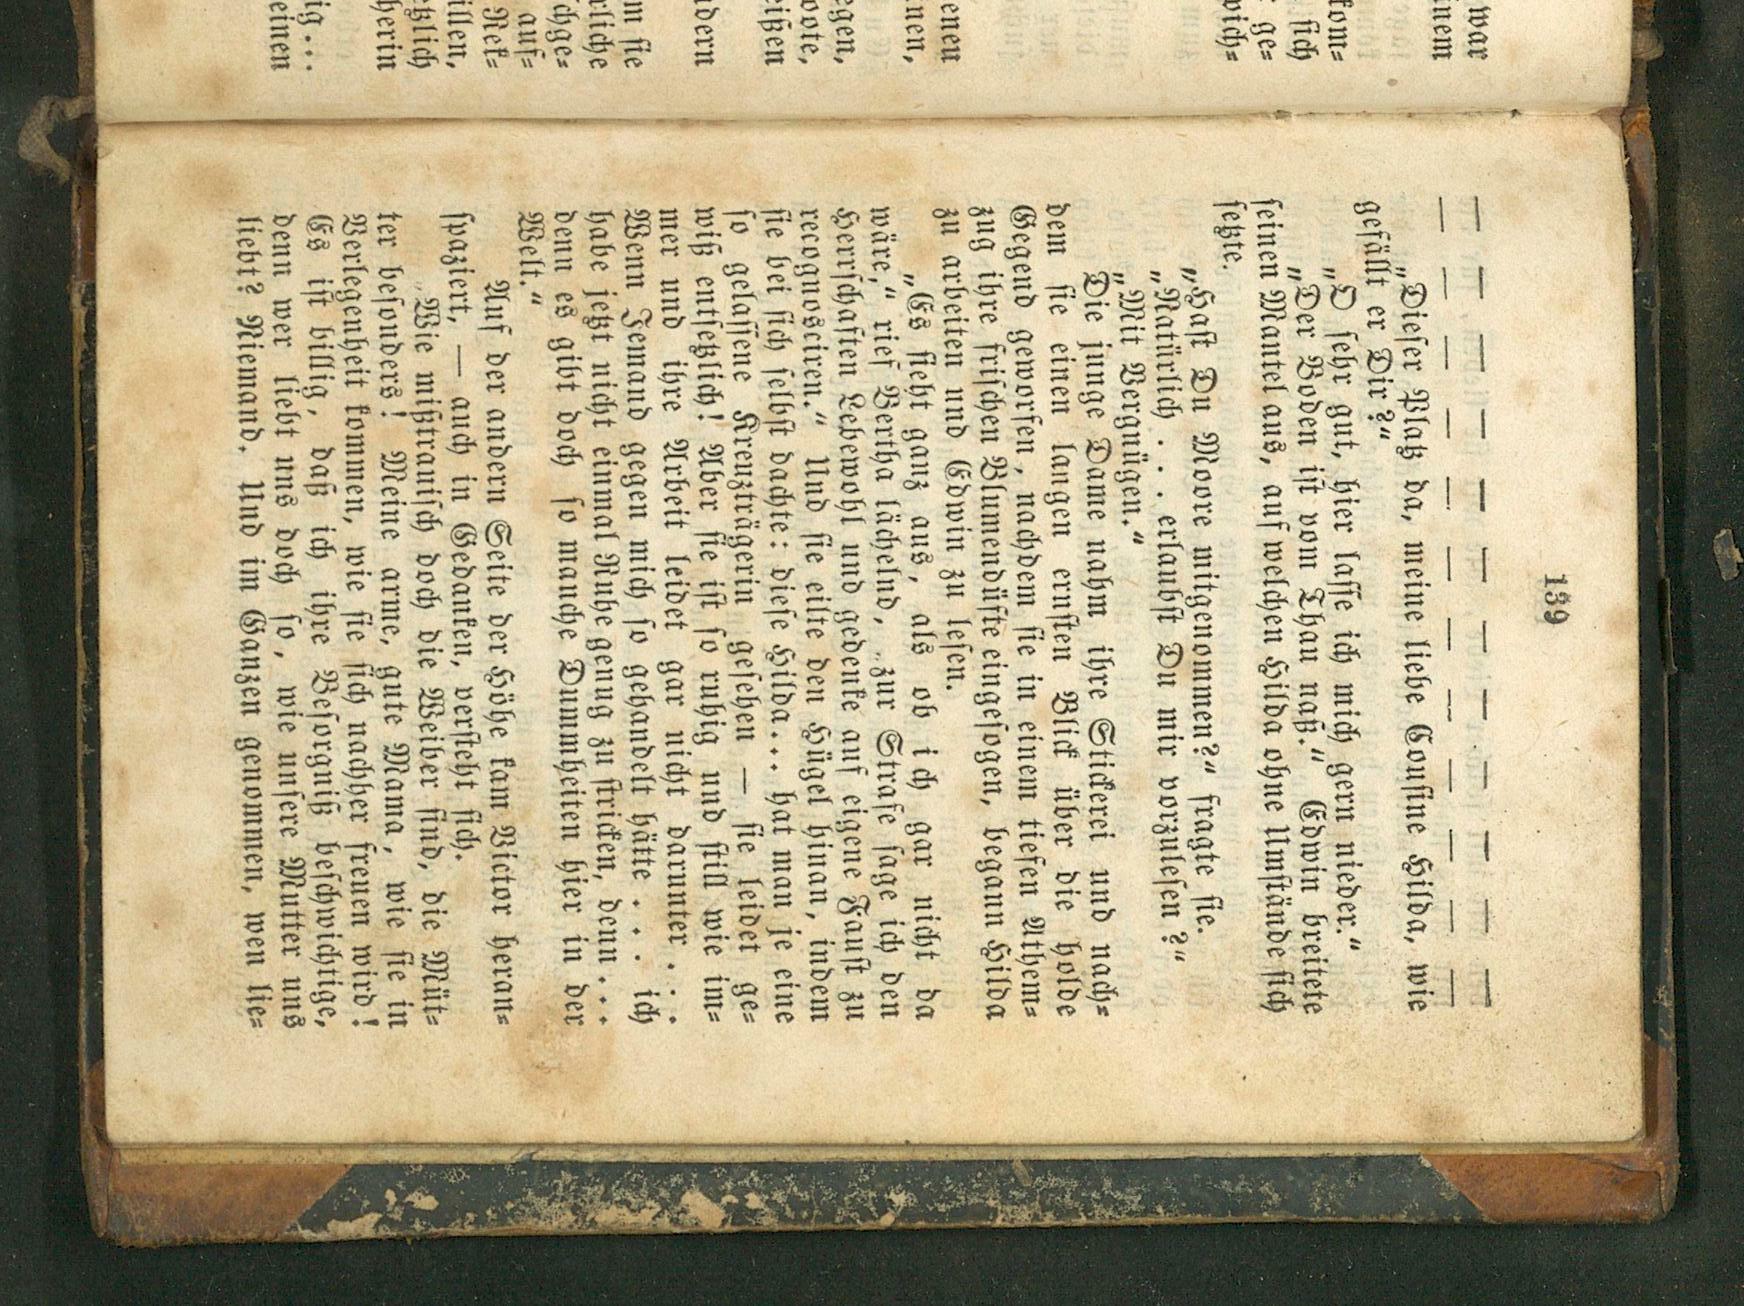 139
— — — — — — — — — — — —
— — — — — — — — — — — —
„Dieſer Platz da, meine liebe Couſine Hilda, wie
gefällt er Dir?“
„O ſehr gut, hier laſſe ich mich gern nieder.“
„Der Boden iſt vom Thau naß.“ Edwin breitete
ſeinen Mantel aus, auf welchen Hilda ohne Umſtände ſich
ſetzte.
„Haſt Du Moore mitgenommen?“ fragte ſie.
„Natürlich . . . erlaubſt Du mir vorzuleſen?“
„Mit Vergnügen.“
Die junge Dame nahm ihre Stickerei und nach-
dem ſie einen langen ernſten Blick über die holde
Gegend geworfen, nachdem ſie in einem tiefen Athem-
zug ihre friſchen Blumendüfte eingeſogen, begann Hilda
zu arbeiten und Edwin zu leſen.
„Es ſieht ganz aus, als ob ich gar nicht da
wäre,“ rief Bertha lächelnd, „zur Strafe ſage ich den
Herrſchaften Lebewohl und gedenke auf eigene Fauſt zu
recognosciren.“ Und ſie eilte den Hügel hinan, indem
ſie bei ſich ſelbſt dachte: dieſe Hilda... hat man je eine
ſo gelaſſene Kreuzträgerin geſehen — ſie leidet ge-
wiß entſetzlich! Aber ſie iſt ſo ruhig und ſtill wie im-
mer und ihre Arbeit leidet gar nicht darunter . . .
Wenn Jemand gegen mich ſo gehandelt hätte . . . ich
habe jetzt nicht einmal Ruhe genug zu ſtricken, denn . . .
denn es gibt doch ſo manche Dummheiten hier in der
Welt.“
Auf der andern Seite der Höhe kam Victor heran-
ſpaziert, — auch in Gedanken, verſteht ſich.
„Wie mißtrauiſch doch die Weiber ſind, die Müt-
ter beſonders! Meine arme, gute Mama, wie ſie in
Verlegenheit kommen, wie ſie ſich nachher freuen wird!
Es iſt billig, daß ich ihre Beſorgniß beſchwichtige,
denn wer liebt uns doch ſo, wie unſere Mutter uns
liebt? Niemand. Und im Ganzen genommen, wen lie-